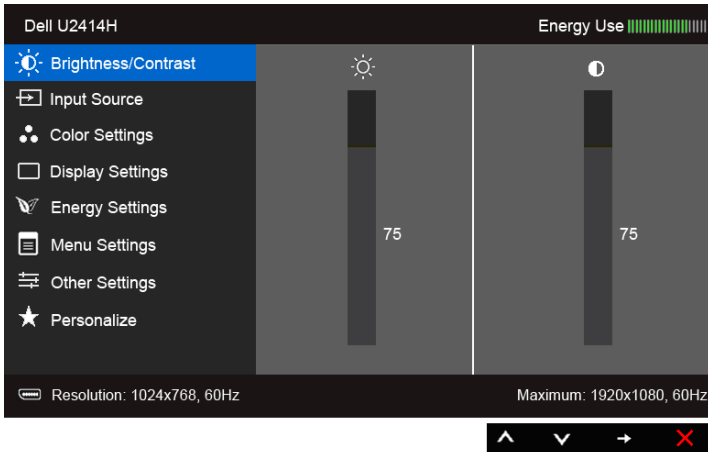 Dell U2414H
Energy Use
Brightness/Contrast
Input Source
Color Settings
Display Settings
Energy Settings
Menu Settings
Other Settings
Personalize
75
75
Resolution: 1024x768, 60Hz
Maximum: 1920x1080, 60Hz